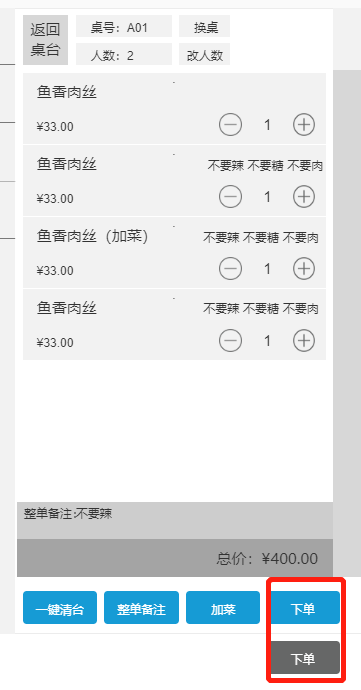 返回
桌台
桌号：A01 换桌
人数：2 改人数
鱼香肉丝
¥33.00 1
鱼香肉丝 不要辣 不要糖 不要肉
¥33.00 1
鱼香肉丝（加菜） 不要辣 不要糖 不要肉
¥33.00 1
鱼香肉丝 不要辣 不要糖 不要肉
¥33.00 1
整单备注:不要辣
总价：¥400.00
一键清台 整单备注 加菜 下单
下单